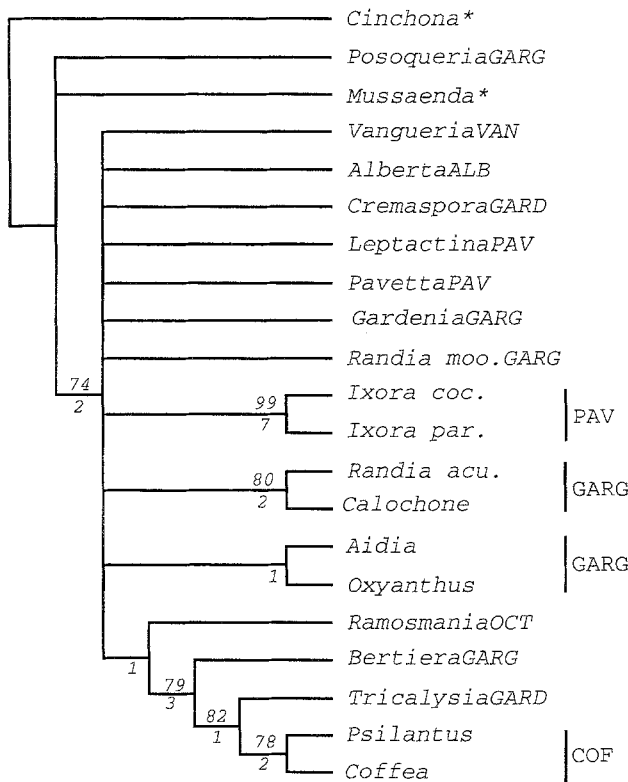 Cinchona*
PosoqueriaGARG
Mussaenda*
VangueriaVAN
AlbertaALB
CremasporaGARD
LeptactinaPAV
PavettaPAV
GardeniaGARG
Randia moo.GARG
74
2
Ixora coc.
99
7
PAV
Ixora par.
Randia acu.
80
2
GARG
Calochone
Aidia
1
GARG
Oxyanthus
RamosmaniaOCT
1
BertieraGARG
79
3
TricalysiaGARD
82
1
Psilantus
78
2
COF
Coffea